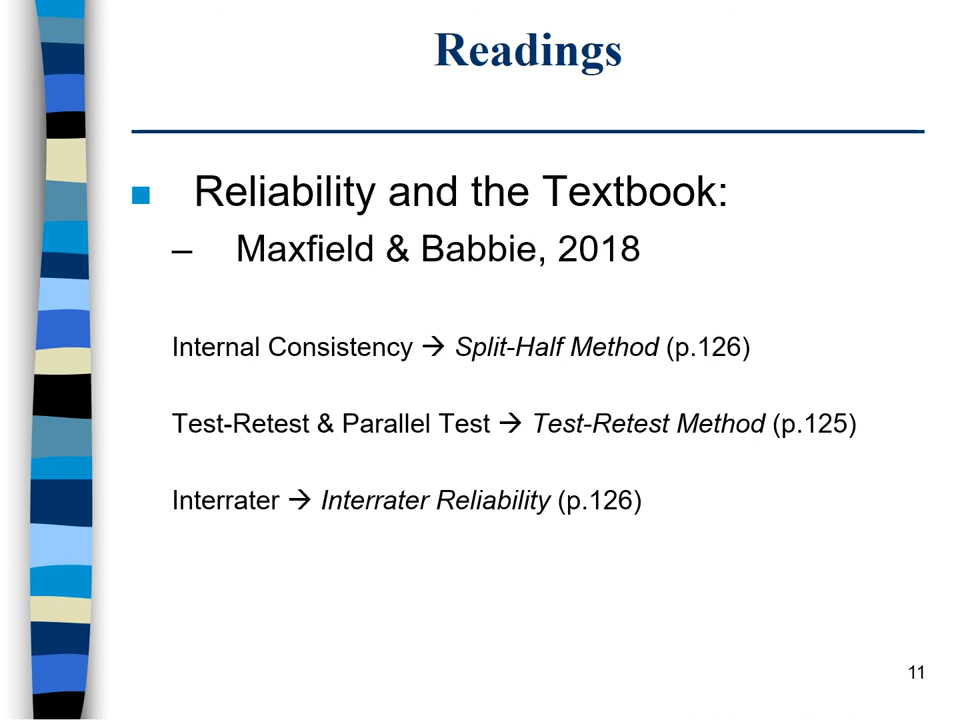 Readings
■ Reliability and the Textbook:
– Maxfield & Babbie, 2018
Internal Consistency → Split-Half Method (p.126)
Test-Retest & Parallel Test → Test-Retest Method (p.125)
Interrater → Interrater Reliability (p.126)
11